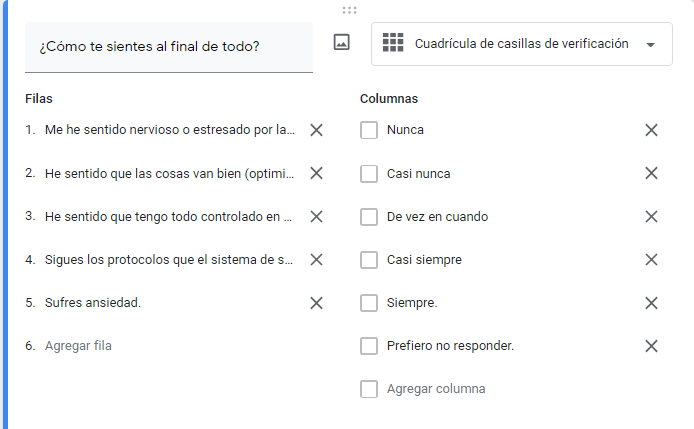 ¿Cómo te sientes al final de todo?
Cuadrícula de casillas de verificación
Filas
Columnas
1. Me he sentido nervioso o estresado por la...
Nunca
2. He sentido que las cosas van bien (optimi...
Casi nunca
3. He sentido que tengo todo controlado en ...
De vez en cuando
4. Sigues los protocolos que el sistema de s...
Casi siempre
5. Sufres ansiedad.
Siempre.
6. Agregar fila
Prefiero no responder.
Agregar columna